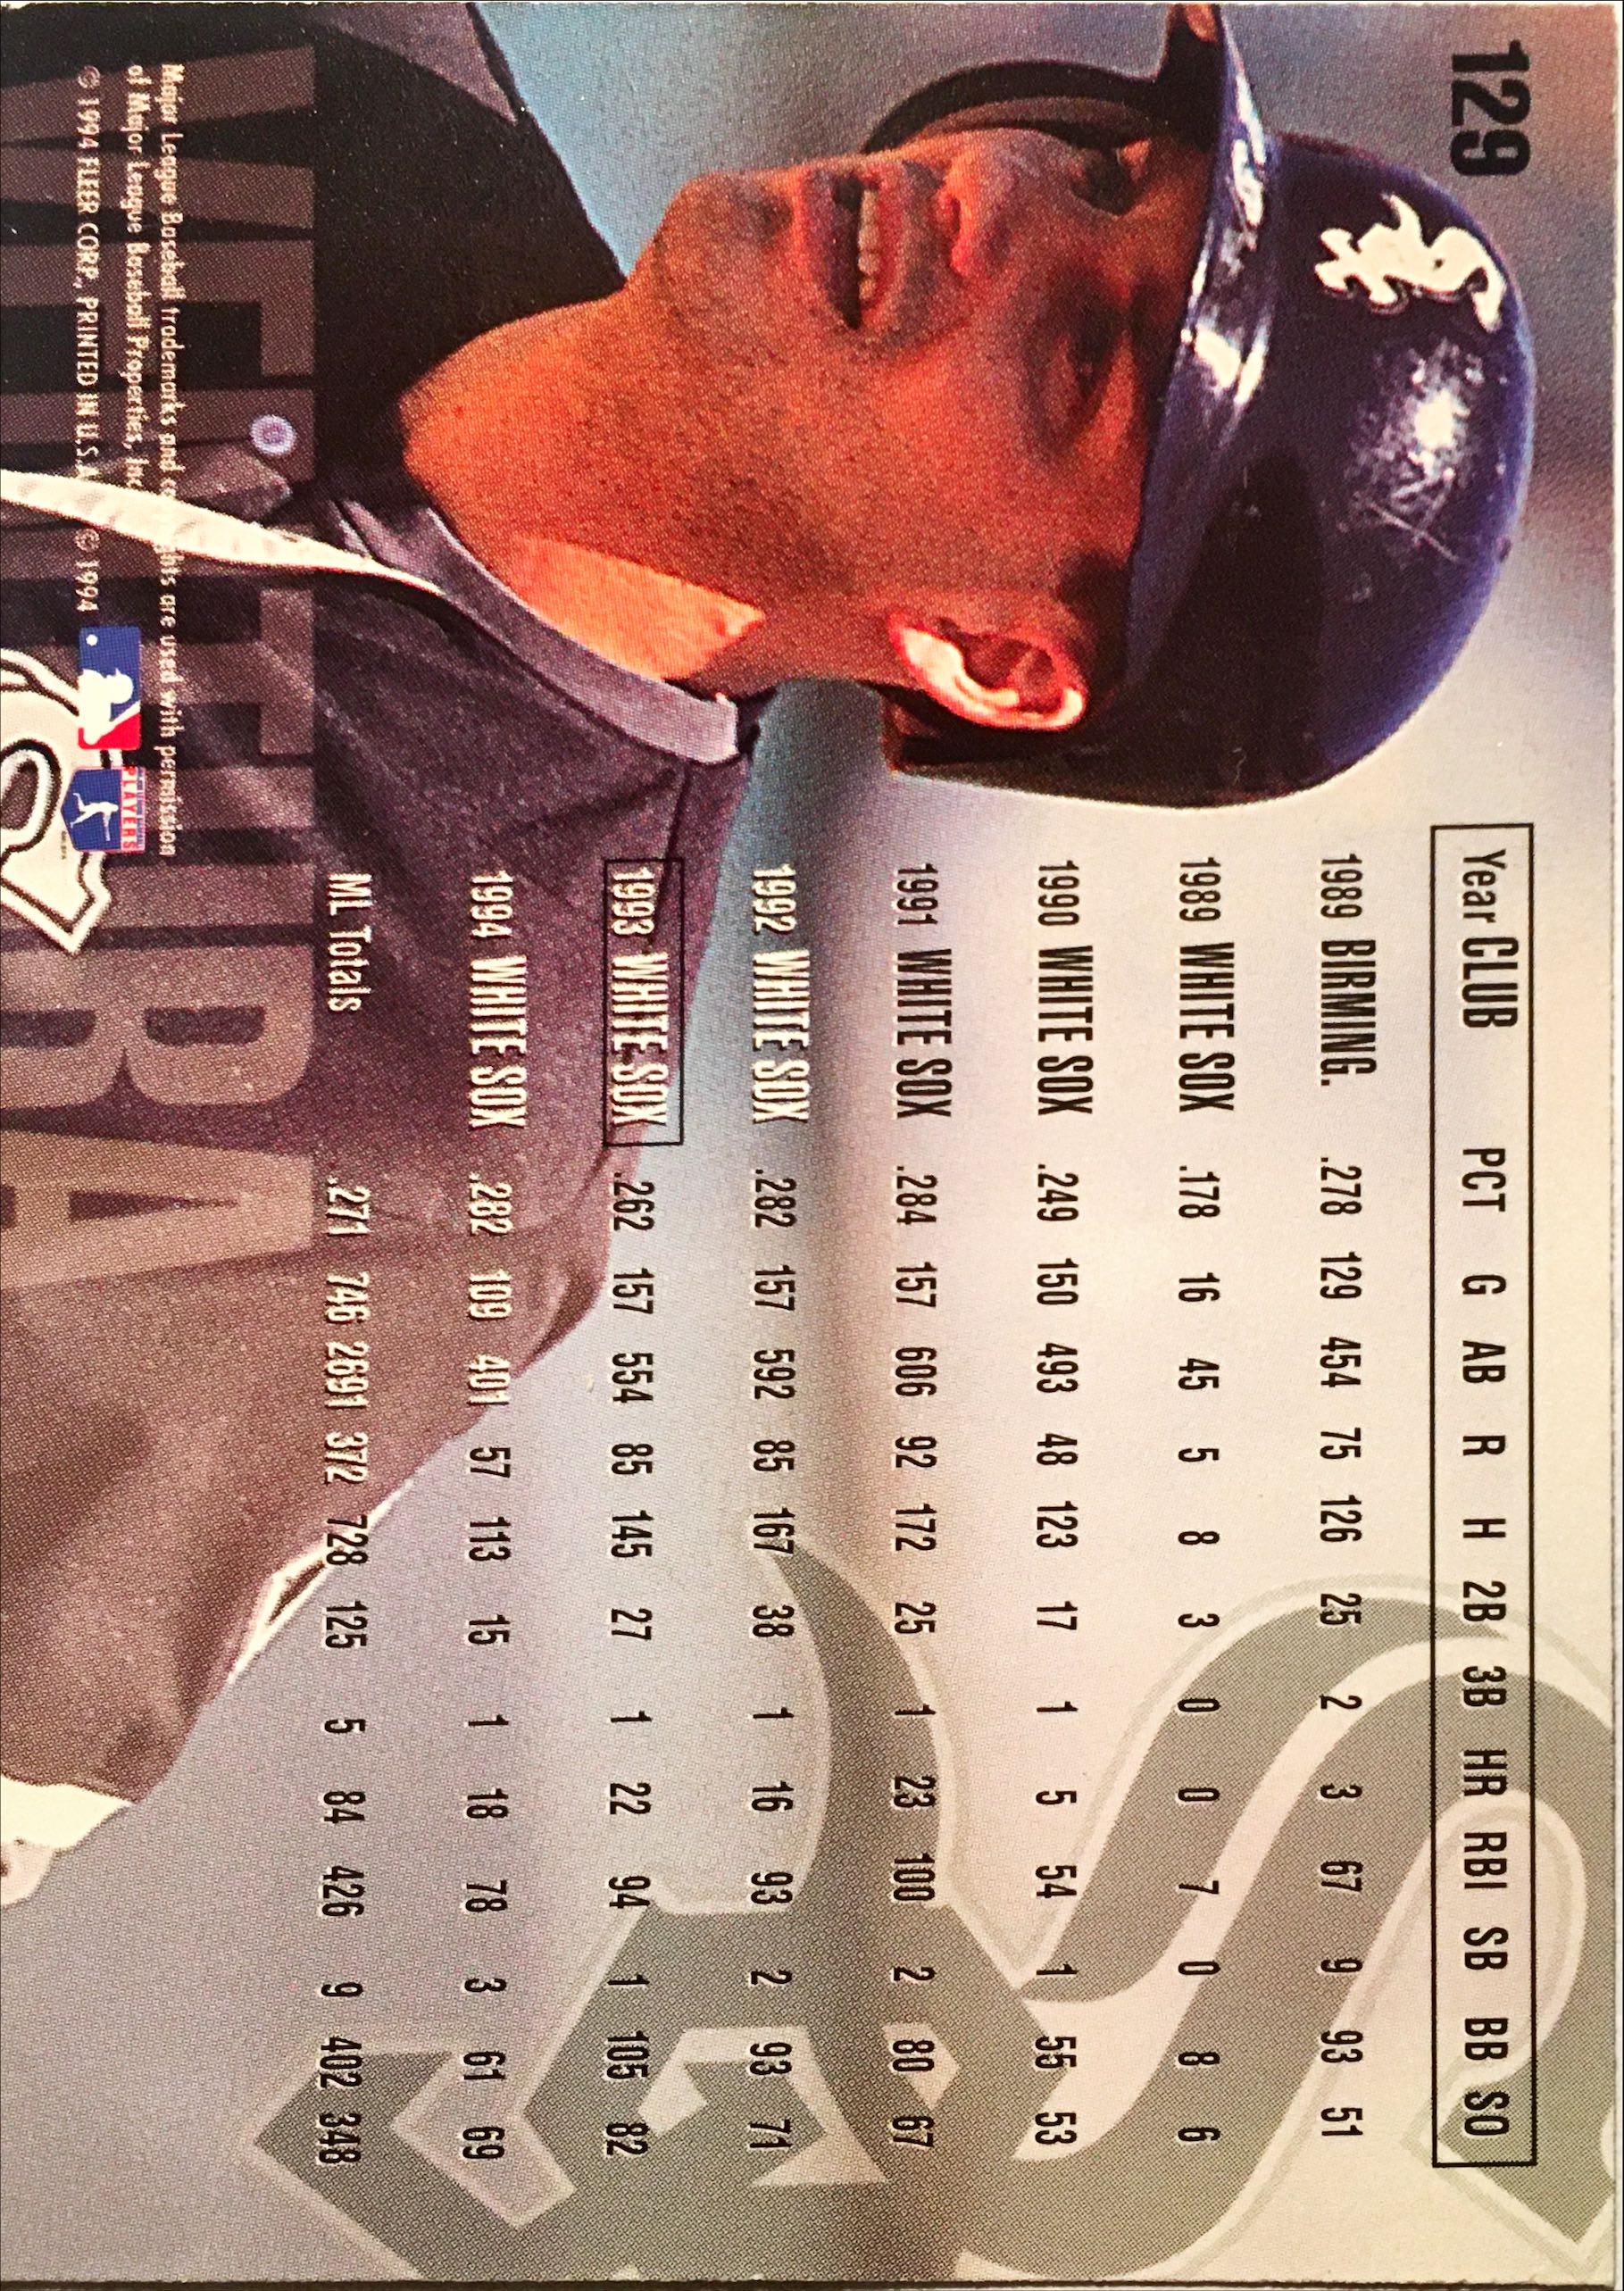 129
Year CLUB PCT G AB R H 2B 3B HR RBI SB BB SO
1989 BIRMING. .278 129 454 75 126 25 2 3 67 9 93 51
1989 WHITE SOX .178 16 45 5 8 3 0 0 7 0 8 6
1990 WHITE SOX .249 150 493 48 123 17 1 5 54 1 55 53
1991 WHITE SOX .284 157 606 92 172 25 1 23 100 2 80 67
1992 WHITE SOX .282 157 592 85 167 38 1 16 93 2 93 71
1993 WHITE SOX .262 157 554 85 145 27 1 22 94 1 105 82
1994 WHITE SOX .282 109 401 57 113 15 1 18 78 3 61 69
ML Totals .271 746 2691 372 728 125 5 84 426 9 402 348
VENTURA
Major League Baseball trademarks and are used with permission
of Major League Baseball Properties, Inc
© 1994 FLEER CORP., PRINTED IN U.S.A. © 1994
PLAYERS